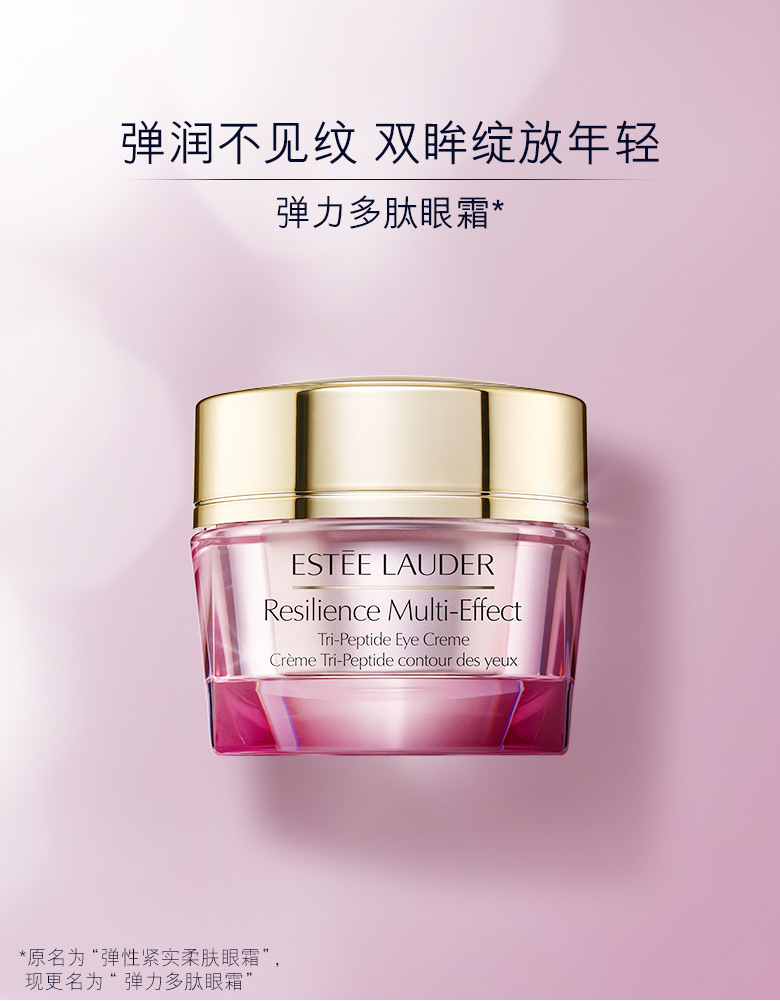 弹润不见纹 双眸绽放年轻
弹力多肽眼霜*
ESTĒE LAUDER
Resilience Multi-Effect
Tri-Peptide Eye Creme
Crème Tri-Peptide contour des yeux
*原名为“弹性紧实柔肤眼霜”，
现更名为“ 弹力多肽眼霜”